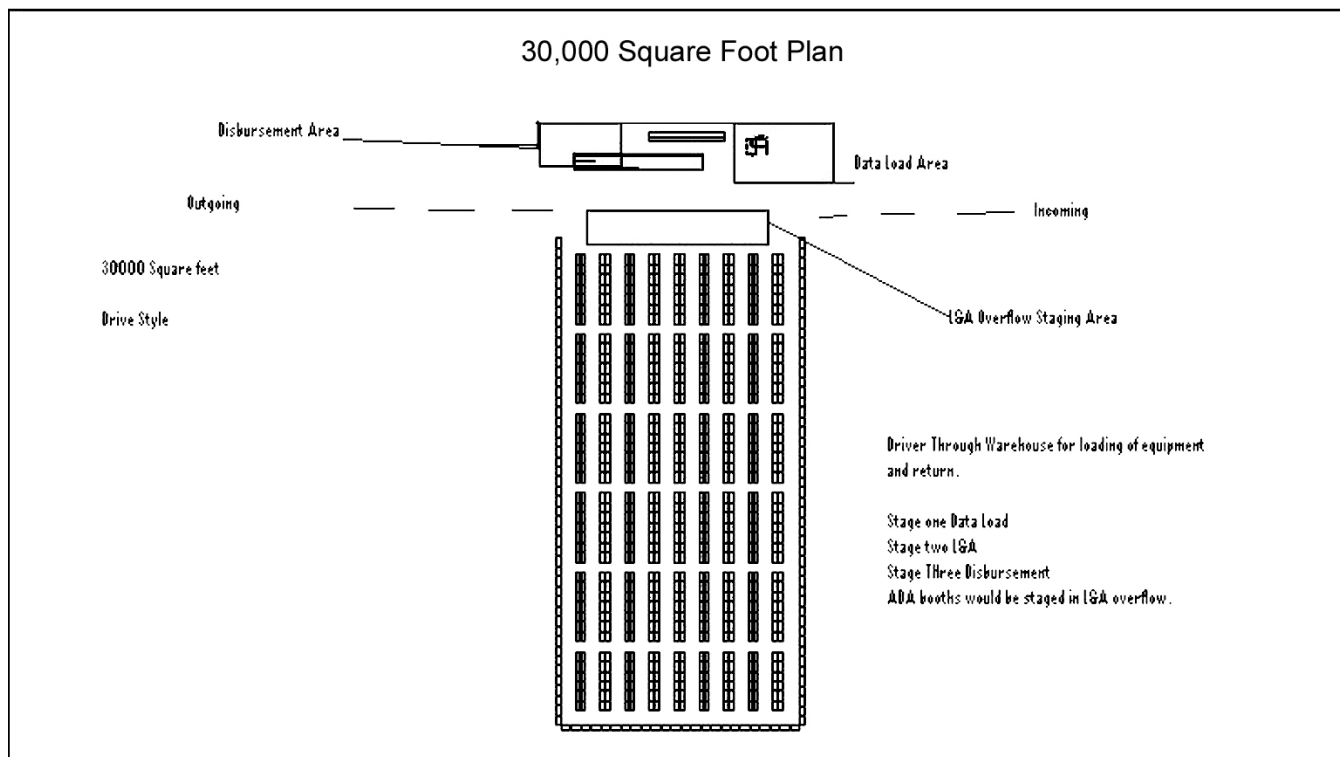 30,000 Square Foot Plan
Disbursement Area
Data Load Area
Outgoing
Incoming
30000 Square feet
Drive Style
L&A Overflow Staging Area
Driver Through Warehouse for loading of equipment
and return.
Stage one Data Load
Stage two L&A
Stage THree Disbursement
ADA booths would be staged in L&A overflow.